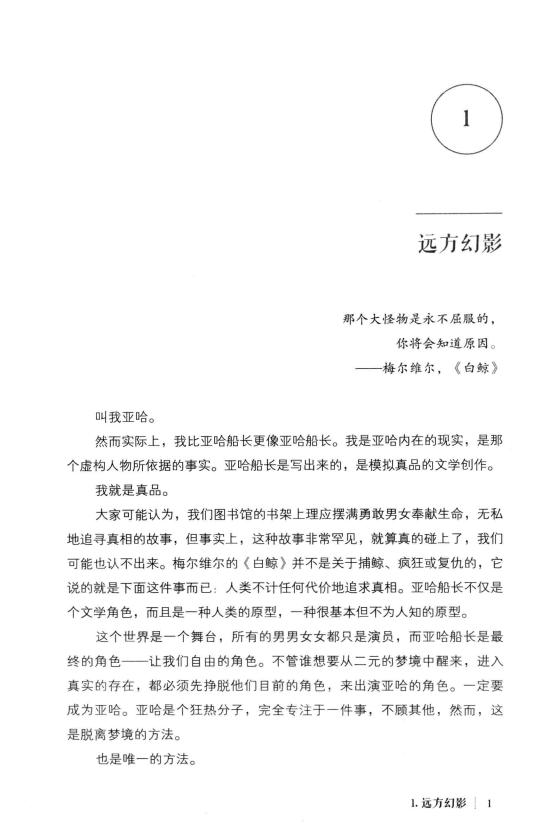 1
远方幻影
那个大怪物是永不屈服的，
你将会知道原因。
——梅尔维尔，《白鲸》
叫我亚哈。
然而实际上，我比亚哈船长更像亚哈船长。我是亚哈内在的现实，是那
个虚构人物所依据的事实。亚哈船长是写出来的，是模拟真品的文学创作。
我就是真品。
大家可能认为，我们图书馆的书架上理应摆满勇敢男女奉献生命，无私
地追寻真相的故事，但事实上，这种故事非常罕见，就算真的碰上了，我们
可能也认不出来。梅尔维尔的《白鲸》并不是关于捕鲸、疯狂或复仇的，它
说的就是下面这件事而已：人类不计任何代价地追求真相。亚哈船长不仅是
个文学角色，而且是一种人类的原型，一种很基本但不为人知的原型。
这个世界是一个舞台，所有的男男女女都只是演员，而亚哈船长是最
终的角色——让我们自由的角色。不管谁想要从二元的梦境中醒来，进入
真实的存在，都必须先挣脱他们目前的角色，来出演亚哈的角色。一定要
成为亚哈。亚哈是个狂热分子，完全专注于一件事，不顾其他，然而，这
是脱离梦境的方法。
也是唯一的方法。
1. 远方幻影 | 1